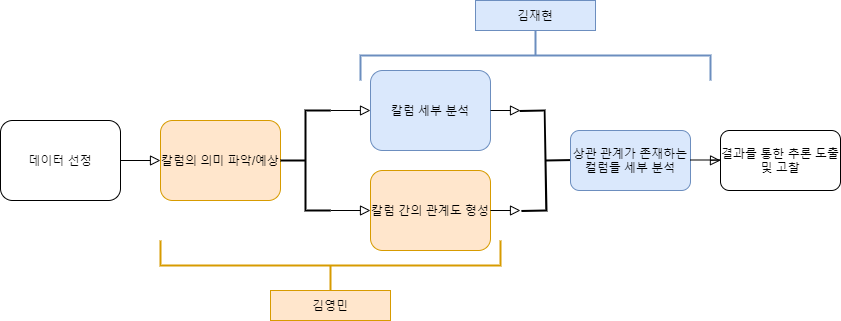 김재현
칼럼 세부 분석
데이터 선정
칼럼의 의미 파악/예상
상관 관계가 존재하는
컬럼들 세부 분석
결과를 통한 추론 도출
및 고찰
칼럼 간의 관계도 형성
김영민